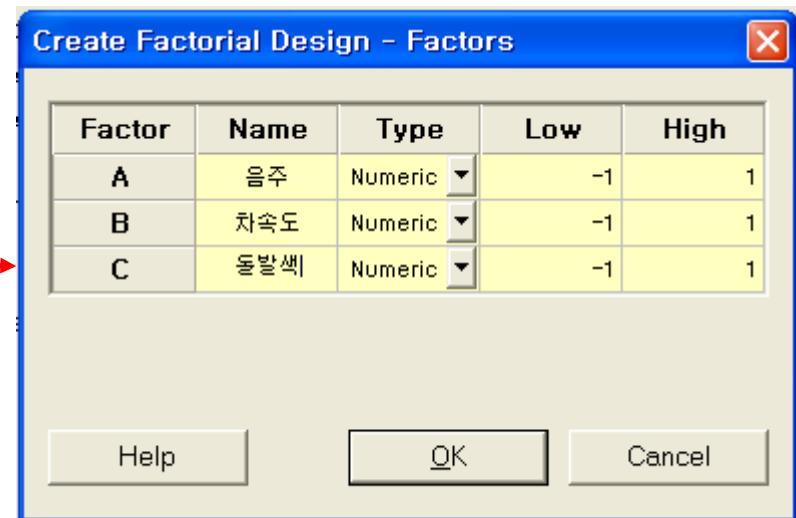 Create Factorial Design - Factors
Factor Name Type Low High
A 음주 Numeric -1 1
B 차속도 Numeric -1 1
C 돌발색 Numeric -1 1
Help OK Cancel